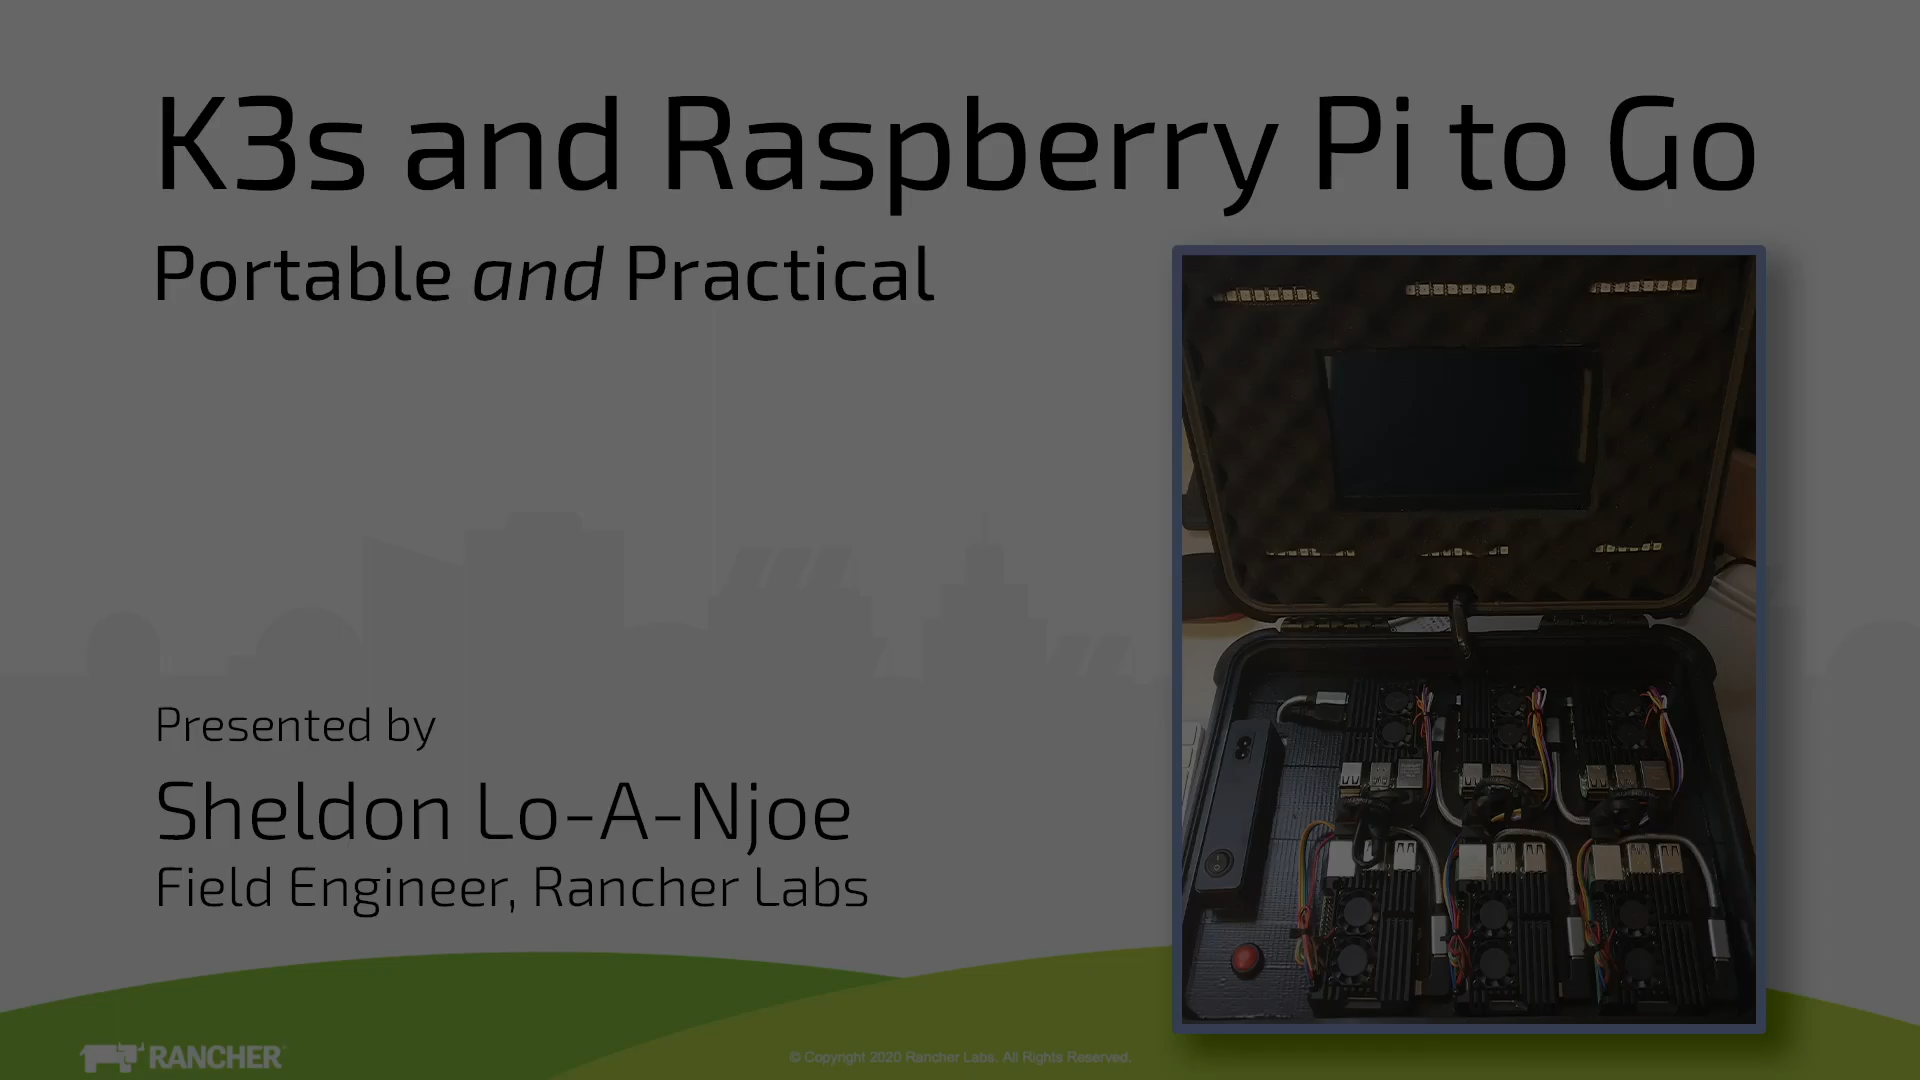 K3s and Raspberry Pi to Go
Portable and Practical
Presented by
Sheldon Lo-A-Njoe
Field Engineer, Rancher Labs
RANCHER
© Copyright 2020 Rancher Labs. All Rights Reserved.